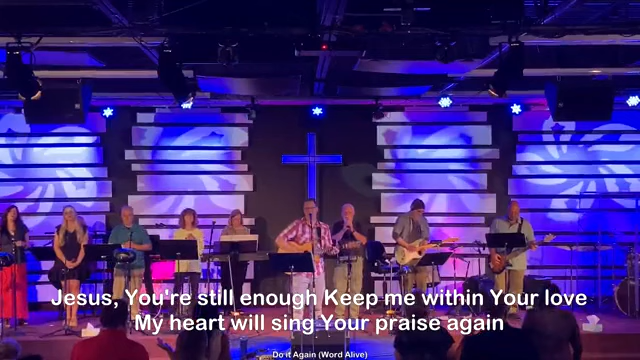 Jesus, You're still enough Keep me within Your love
My heart will sing Your praise again
Do it Again (Word Alive)